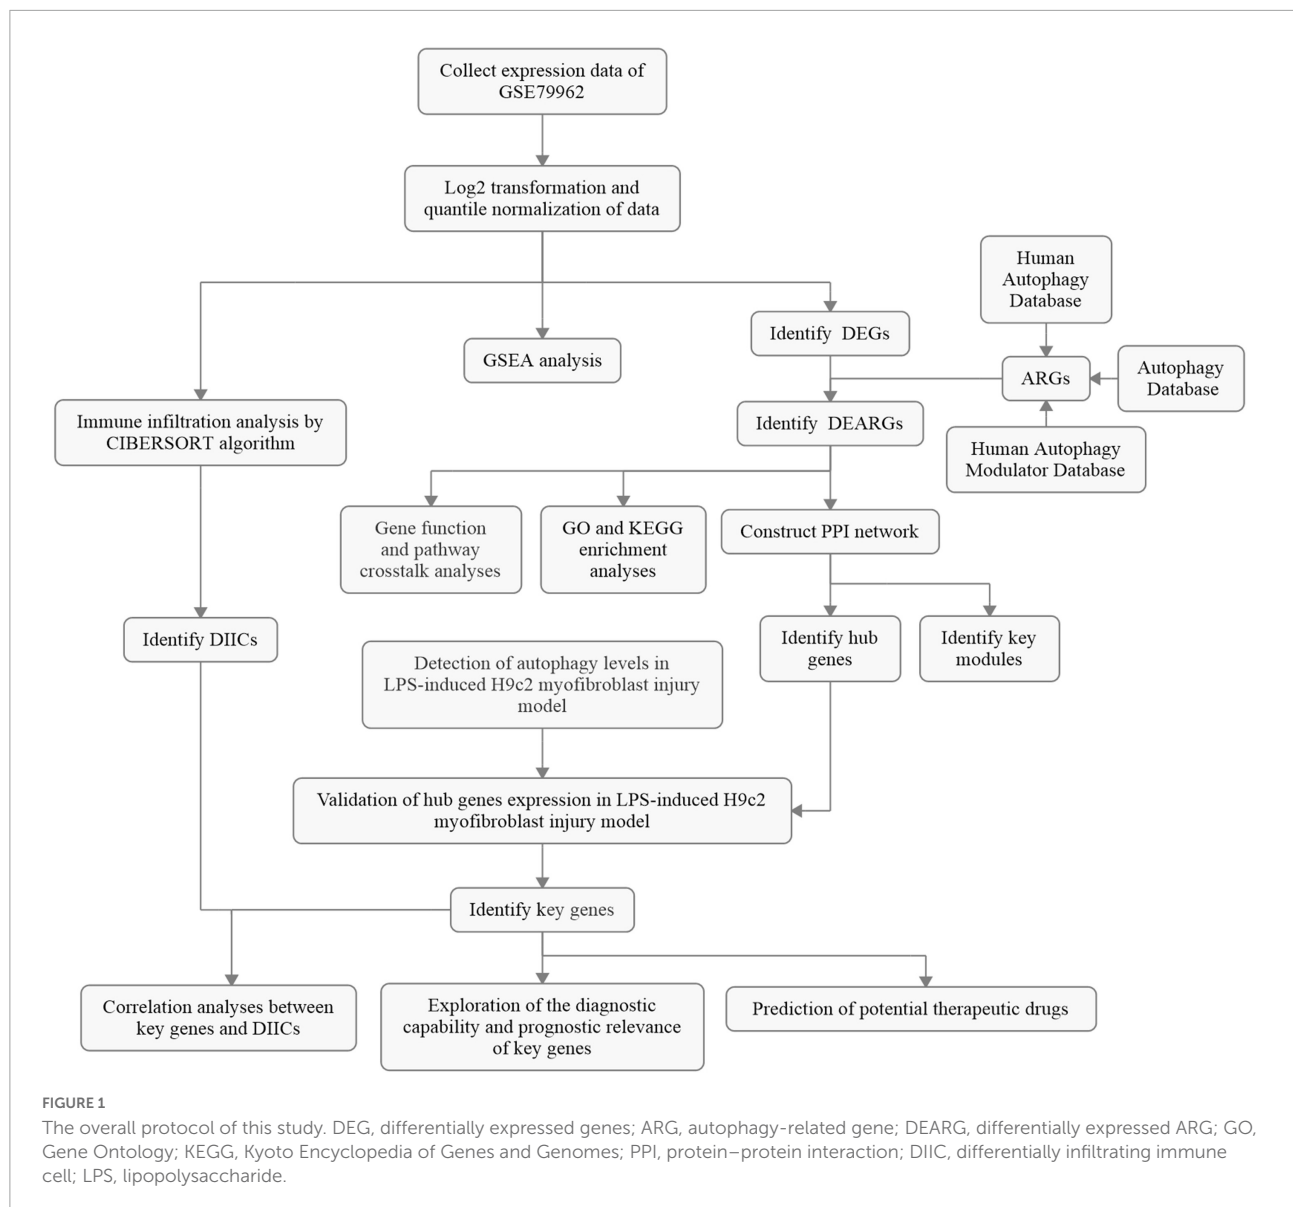 Collect expression data of
GSE79962
Log2 transformation and
quantile normalization of data
Human
Autophagy
Database
Identify DEGs
GSEA analysis
ARGs
Autophagy
Database
Immune infiltration analysis by
CIBERSORT algorithm
Identify DEARGs
Human Autophagy
Modulator Database
Gene function
and pathway
crosstalk analyses
GO and KEGG
enrichment
analyses
Construct PPI network
Identify DIICs
Identify hub
genes
Identify key
modules
Detection of autophagy levels in
LPS-induced H9c2 myofibroblast injury
model
Validation of hub genes expression in LPS-induced H9c2
myofibroblast injury model
Identify key genes
Correlation analyses between
key genes and DIICs
Exploration of the diagnostic
capability and prognostic relevance
of key genes
Prediction of potential therapeutic drugs
FIGURE 1
The overall protocol of this study. DEG, differentially expressed genes; ARG, autophagy-related gene; DEARG, differentially expressed ARG; GO,
Gene Ontology; KEGG, Kyoto Encyclopedia of Genes and Genomes; PPI, protein–protein interaction; DIIC, differentially infiltrating immune
cell; LPS, lipopolysaccharide.